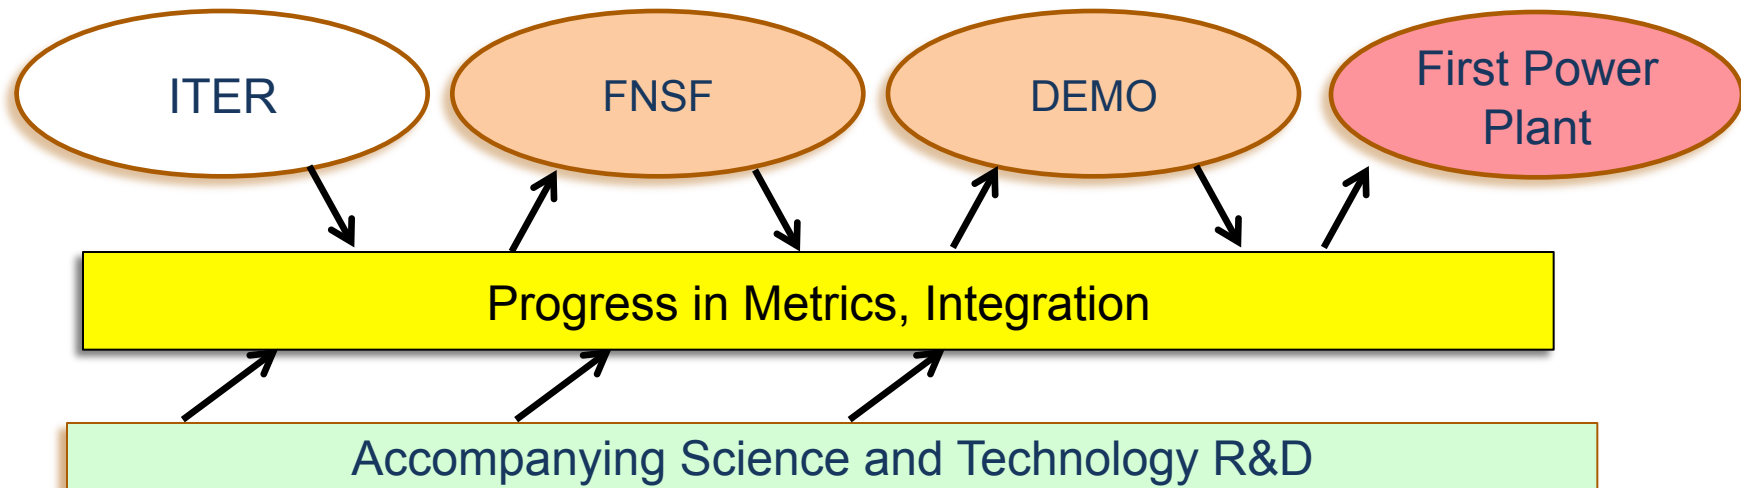 ITER
FNSF
DEMO
First Power
Plant
Progress in Metrics, Integration
Accompanying Science and Technology R&D